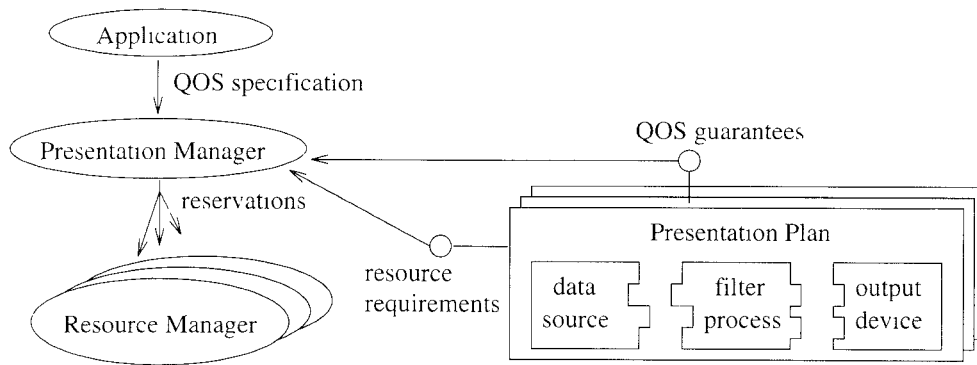 Application
QOS specification
QOS guarantees
Presentation Manager
reservations
Presentation Plan
resource
requirements
data
source
filter
process
output
device
Resource Manager